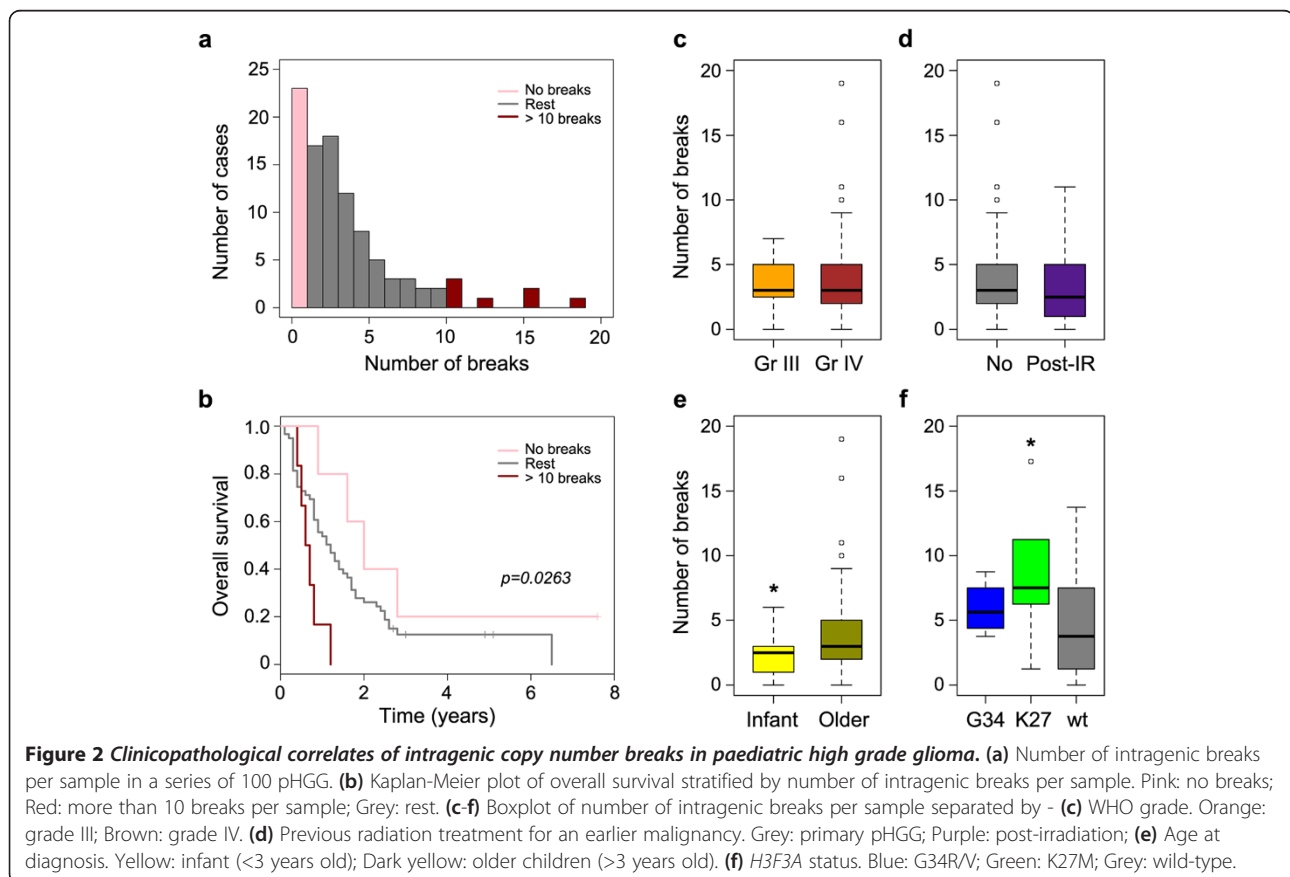 a
25
20
15
10
5
0
Number of cases
No breaks
Rest
> 10 breaks
0 5 10 15 20
Number of breaks
b
1.0
0.8
0.6
0.4
0.2
0
Overall survival
No breaks
Rest
> 10 breaks
p=0.0263
0 2 4 6 8
Time (years)
c
20
15
10
5
0
Number of breaks
Gr III Gr IV
d
No Post-IR
e
20
15
10
5
0
Number of breaks
*
Infant Older
f
20
15
10
5
0
*
G34 K27 wt
Figure 2 Clinicopathological correlates of intragenic copy number breaks in paediatric high grade glioma. (a) Number of intragenic breaks
per sample in a series of 100 pHGG. (b) Kaplan-Meier plot of overall survival stratified by number of intragenic breaks per sample. Pink: no breaks;
Red: more than 10 breaks per sample; Grey: rest. (c-f) Boxplot of number of intragenic breaks per sample separated by - (c) WHO grade. Orange:
grade III; Brown: grade IV. (d) Previous radiation treatment for an earlier malignancy. Grey: primary pHGG; Purple: post-irradiation; (e) Age at
diagnosis. Yellow: infant (<3 years old); Dark yellow: older children (>3 years old). (f) H3F3A status. Blue: G34R/V; Green: K27M; Grey: wild-type.